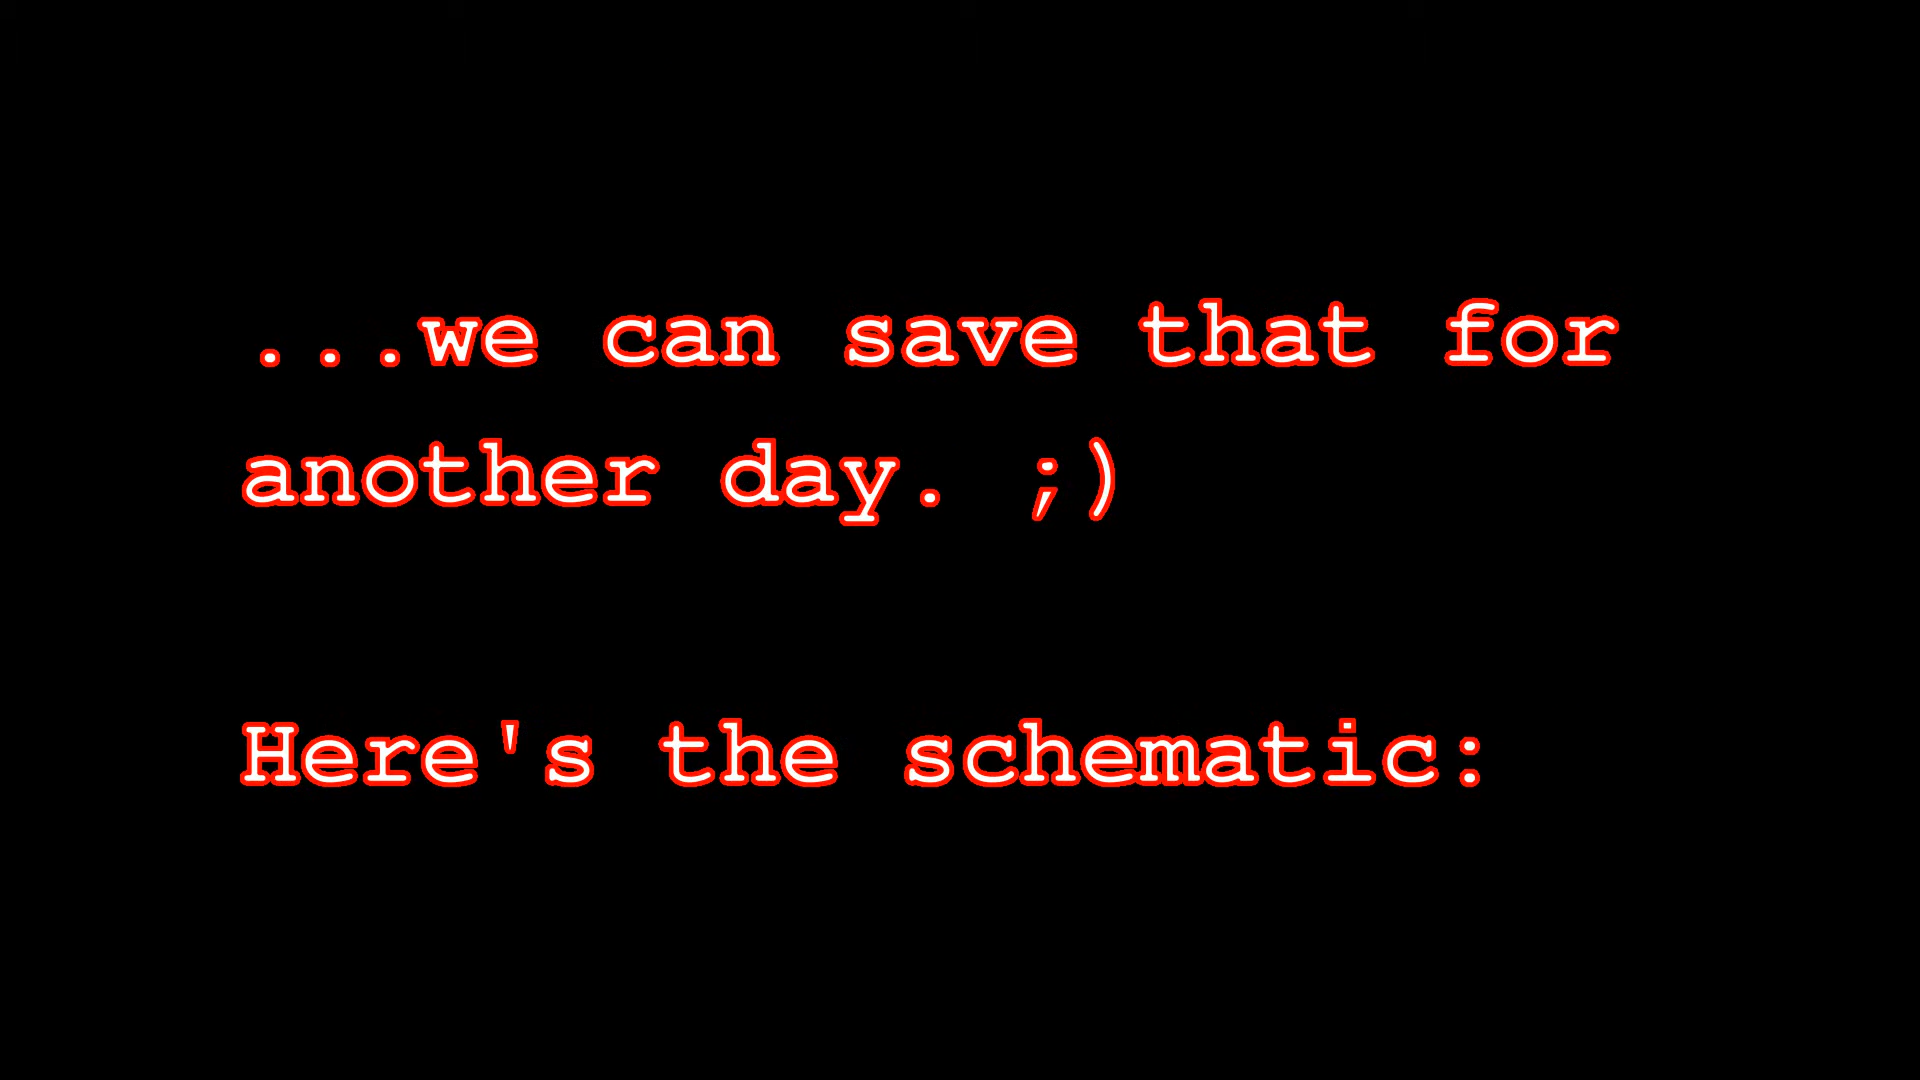 ...we can save that for
another day. ;)
Here's the schematic: